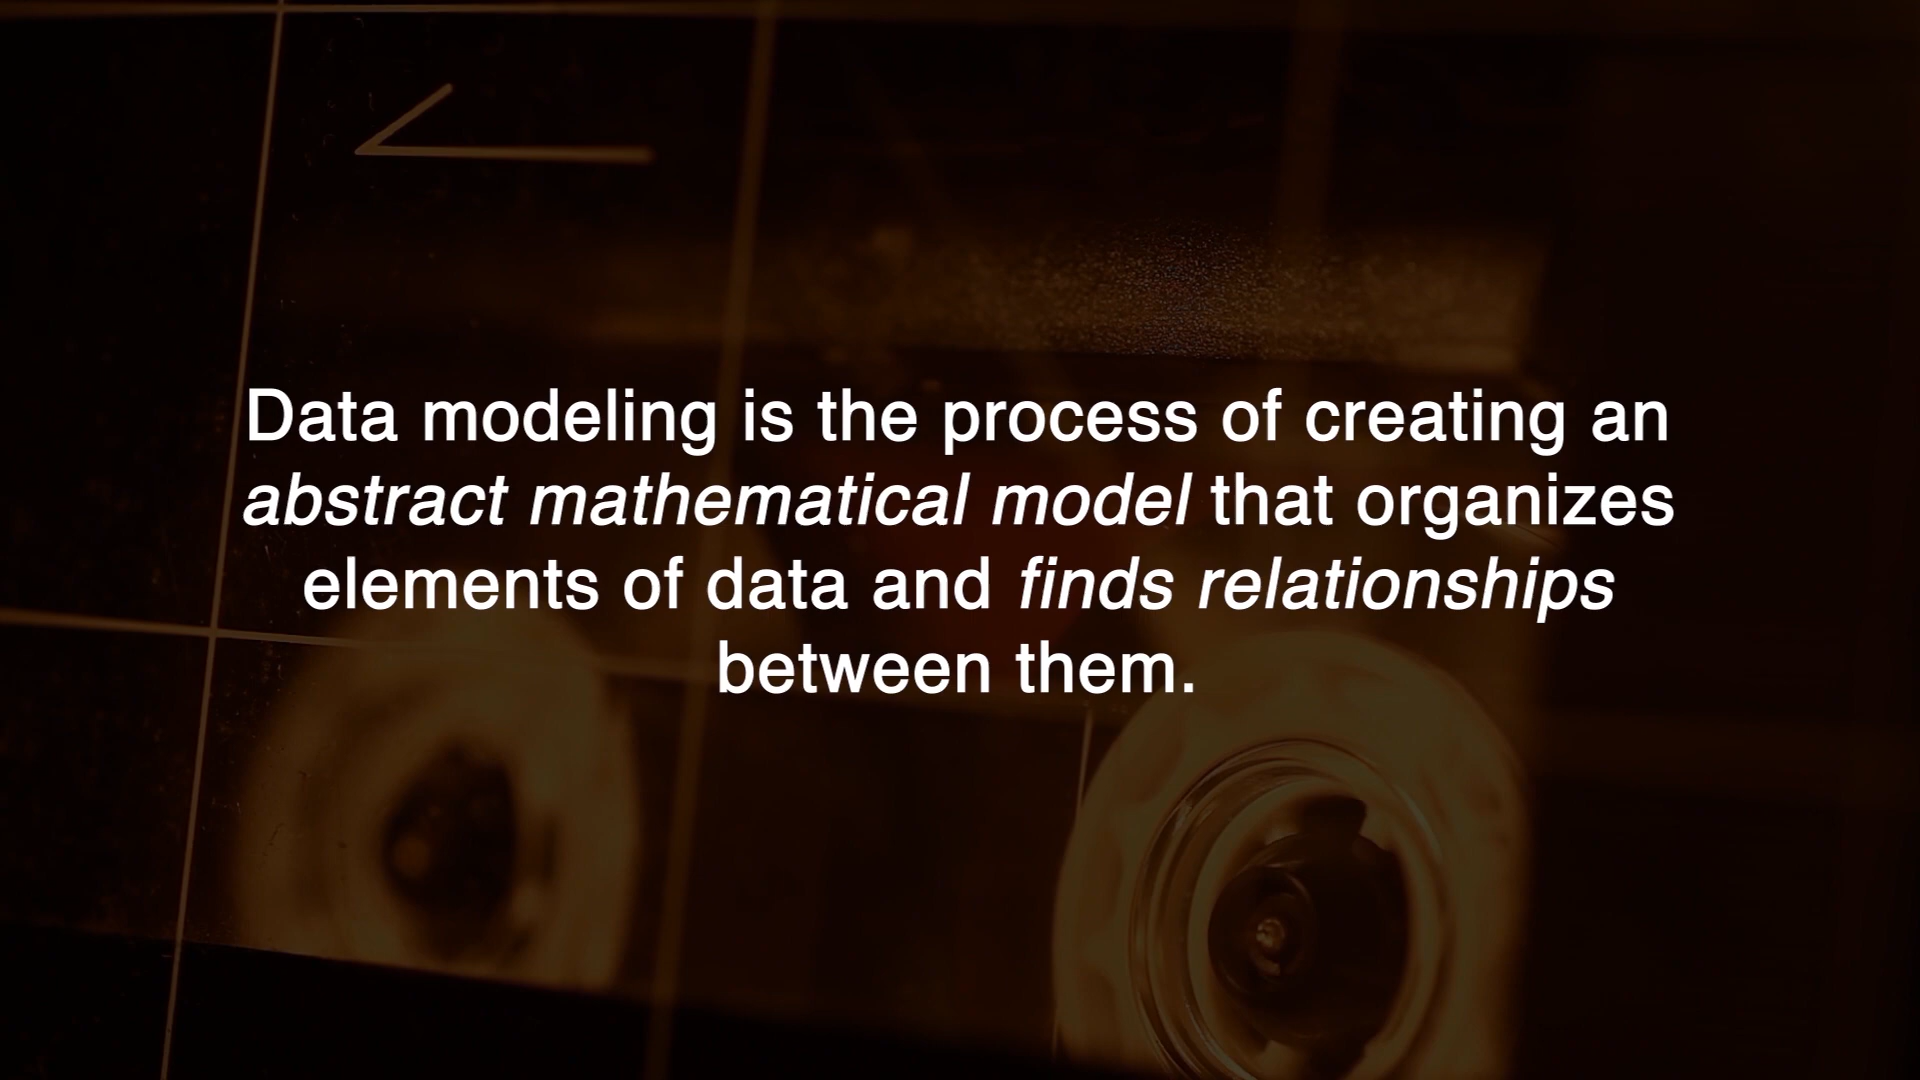 Data modeling is the process of creating an
abstract mathematical model that organizes
elements of data and finds relationships
between them.